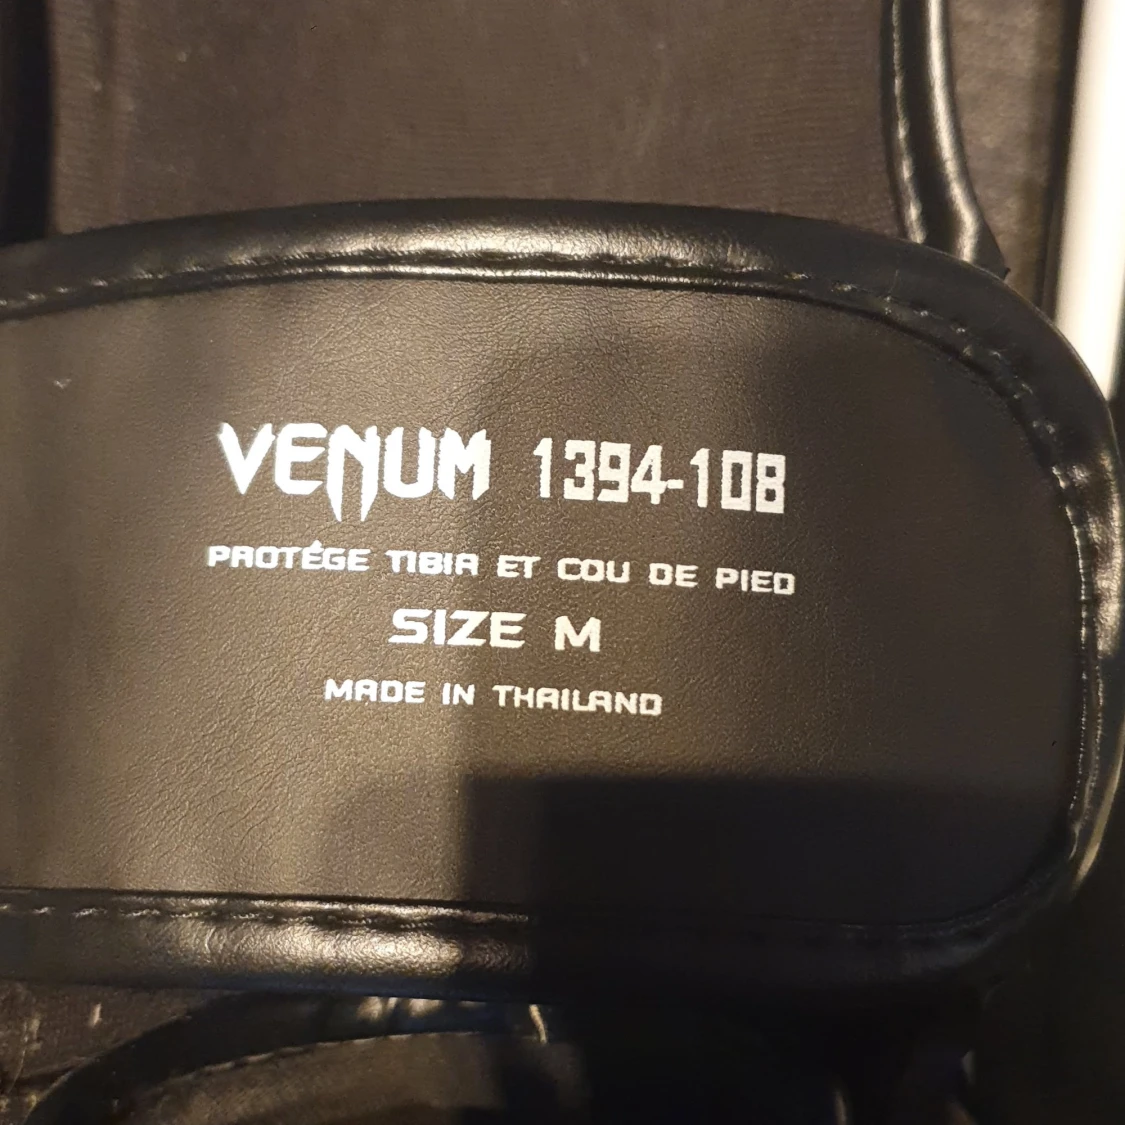 VENUM 1394-108
PROTÉGE TIBIA ET COU DE PIED
SIZE M
MADE IN THAILAND